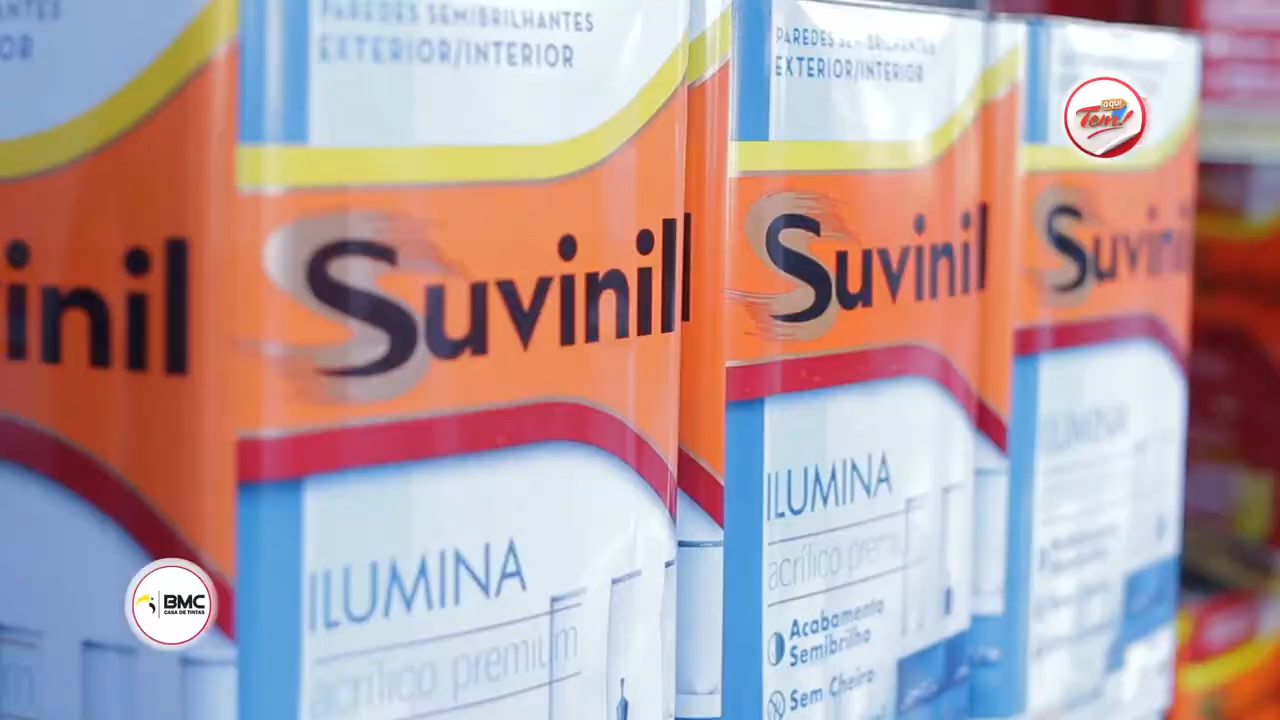 PAREDES SEMIBRILHANTES
EXTERIOR/INTERIOR
Suvinil
ILUMINA
acrílico premium
PAREDES SEMIBRILHANTES
EXTERIOR/INTERIOR
Suvinil
ILUMINA
acrílico premium
Acabamento
Semibrilho
Sem Cheiro
Suvinil
ILUMINA
inil
OR
aqui
Tem!
BMC
CASA DE TINTAS